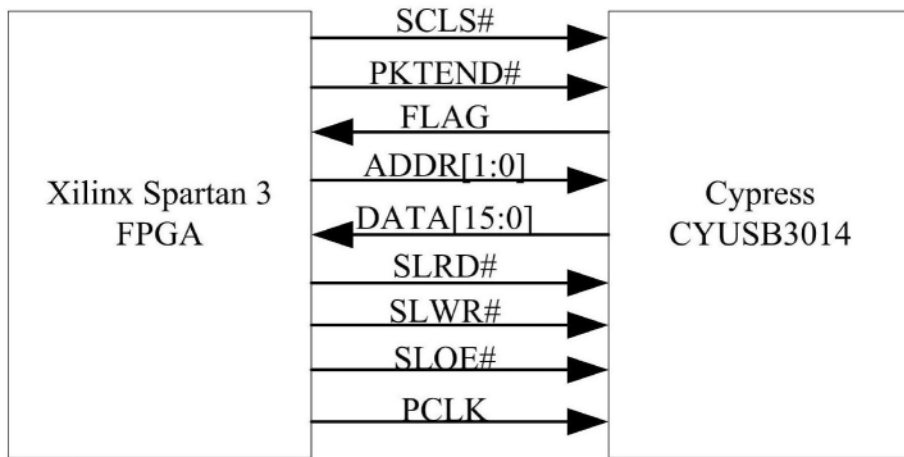 SCLS#
PKTEND#
FLAG
ADDR[1:0]
DATA[15:0]
SLRD#
SLWR#
SLOE#
PCLK
Xilinx Spartan 3
FPGA
Cypress
CYUSB3014